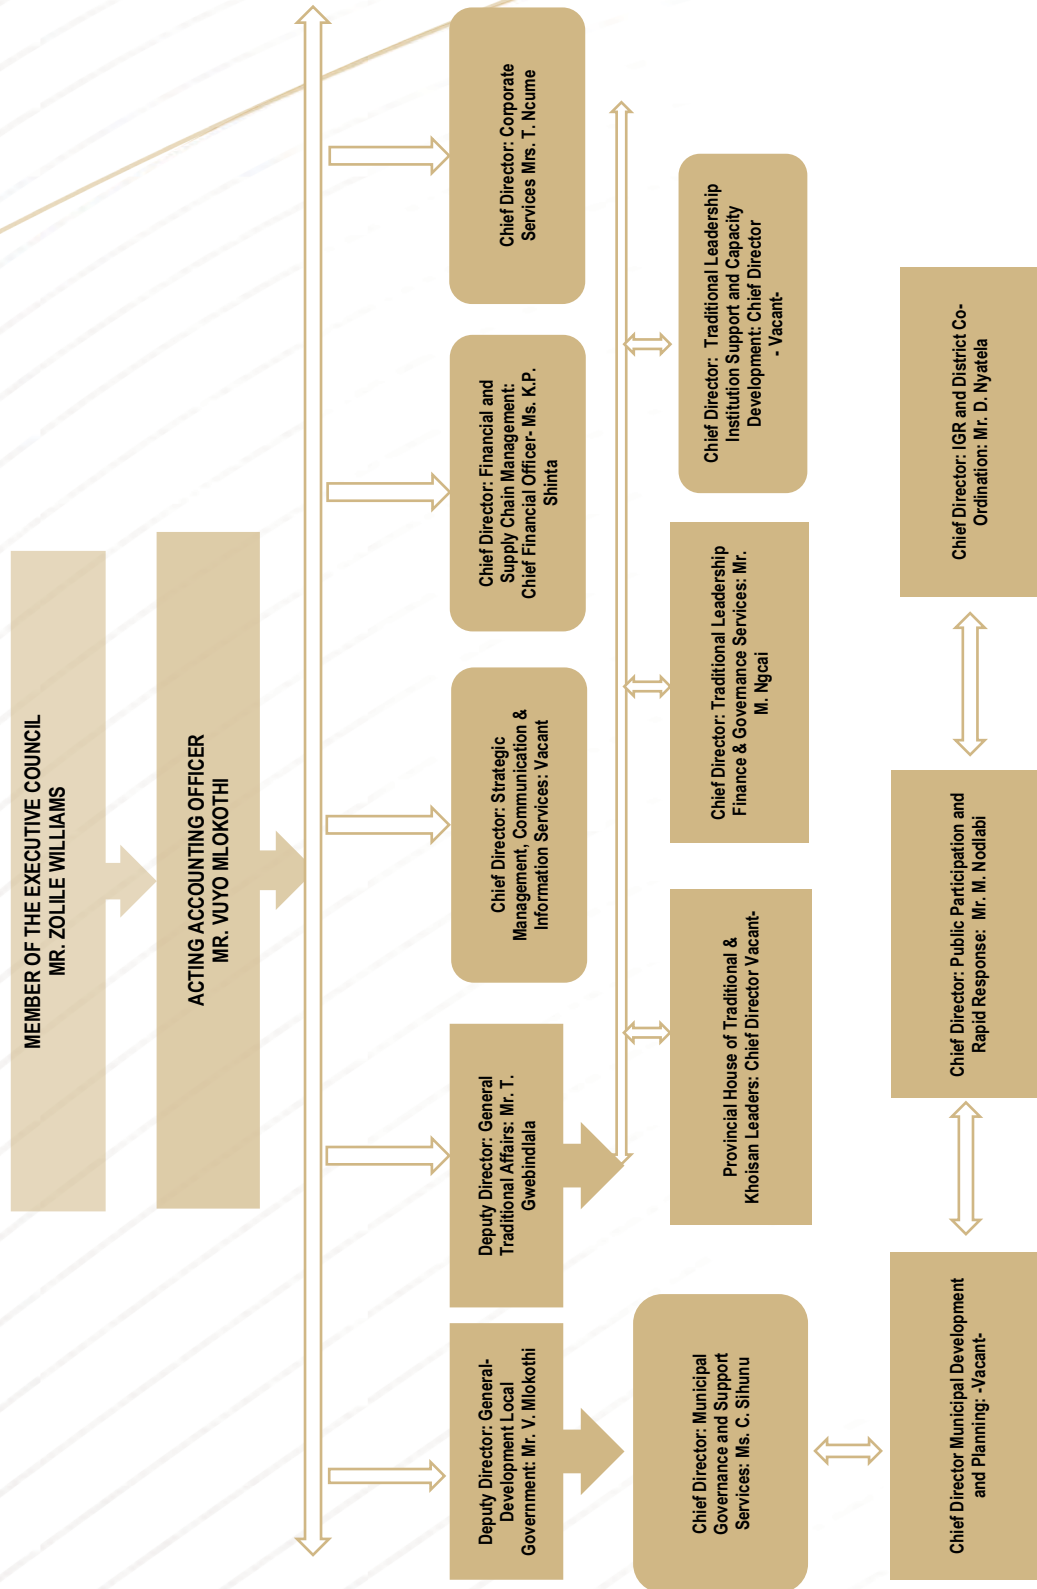 MEMBER OF THE EXECUTIVE COUNCIL
MR. ZOLILE WILLIAMS
ACTING ACCOUNTING OFFICER
MR. VUYO MLOKOTHI
Deputy Director: General-
Development Local
Government: Mr. V. Mlokothi
Deputy Director: General
Traditional Affairs: Mr. T.
Gwebindlala
Chief Director: Strategic
Management, Communication &
Information Services: Vacant
Chief Director: Financial and
Supply Chain Management:
Chief Financial Officer- Ms. K.P.
Shinta
Chief Director: Corporate
Services Mrs. T. Ncume
Chief Director: Municipal
Governance and Support
Services: Ms. C. Sihunu
Provincial House of Traditional &
Khoisan Leaders: Chief Director Vacant-
Chief Director: Traditional Leadership
Finance & Governance Services: Mr.
M. Ngcai
Chief Director: Traditional Leadership
Institution Support and Capacity
Development: Chief Director
- Vacant-
Chief Director Municipal Development
and Planning: -Vacant-
Chief Director: Public Participation and
Rapid Response: Mr. M. Nodlabi
Chief Director: IGR and District Co-
Ordination: Mr. D. Nyatela